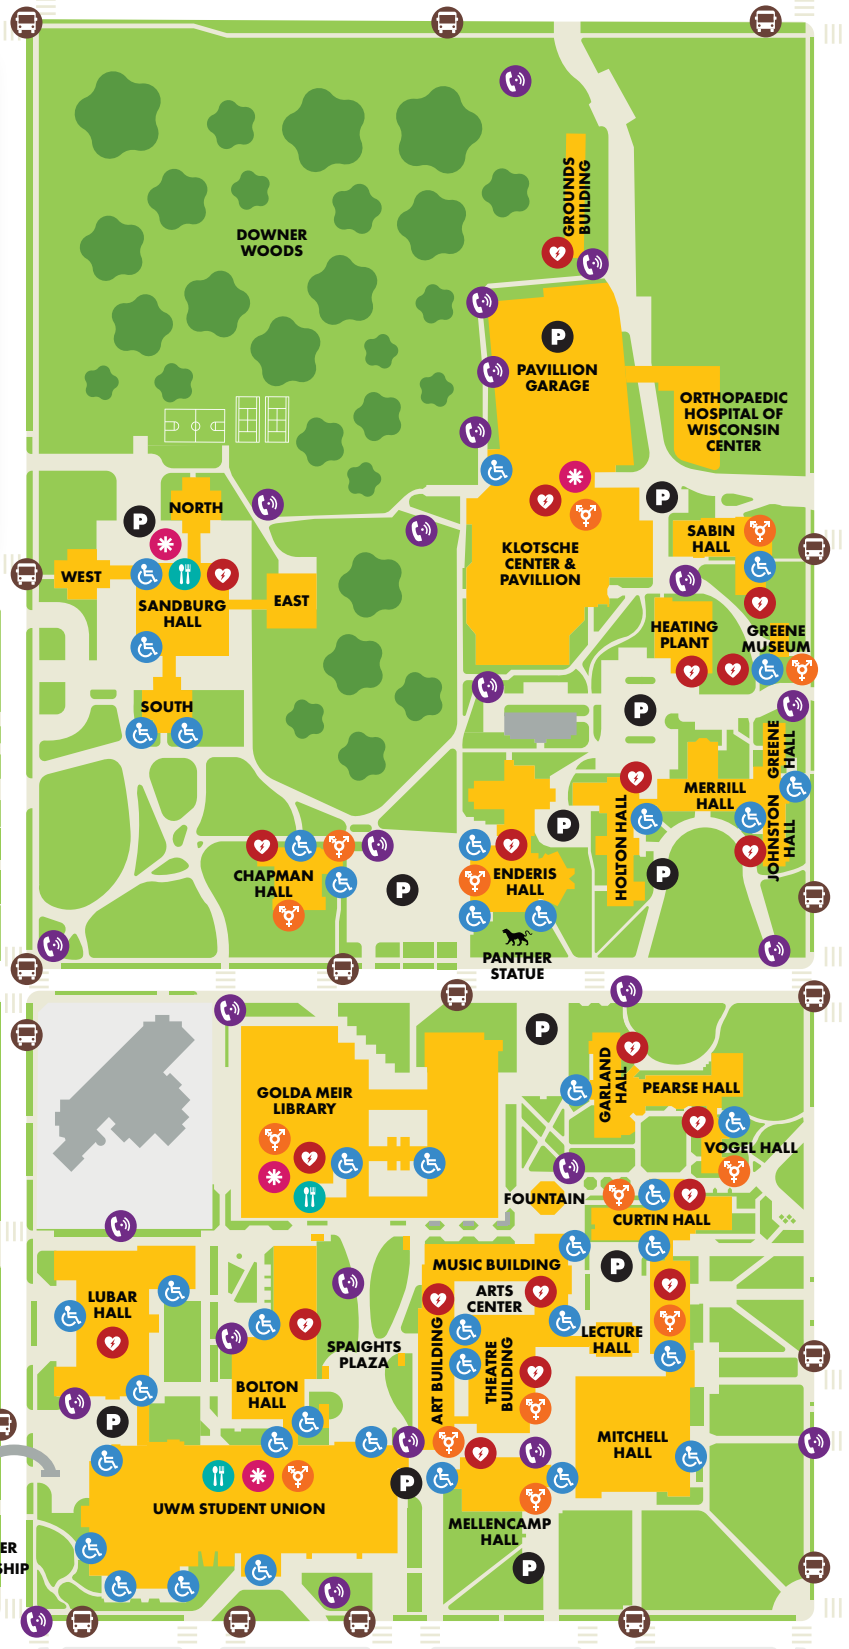 GROUNDS
BUILDING
DOWNER
WOODS
P
PAVILLION
GARAGE
ORTHOPAEDIC
HOSPITAL OF
WISCONSIN
CENTER
NORTH
P
P
SABIN
HALL
KLOTSCHE
CENTER &
PAVILLION
WEST
EAST
SANDBURG
HALL
HEATING
PLANT
GREENE
MUSEUM
SOUTH
P
GREENE
HALL
MERRILL
HALL
HOLTON HALL
JOHNSTON
HALL
P
CHAPMAN
HALL
P
ENDERIS
HALL
P
PANTHER
STATUE
P
GOLDA MEIR
LIBRARY
GARLAND
HALL
PEARSE HALL
VOGEL HALL
FOUNTAIN
CURTIN HALL
MUSIC BUILDING
P
LUBAR
HALL
ARTS
CENTER
SPAIGHTS
PLAZA
ART BUILDING
THEATRE
BUILDING
LECTURE
HALL
BOLTON
HALL
P
MITCHELL
HALL
UWM STUDENT UNION
P
MELLENCAMP
HALL
ER
SHIP
P